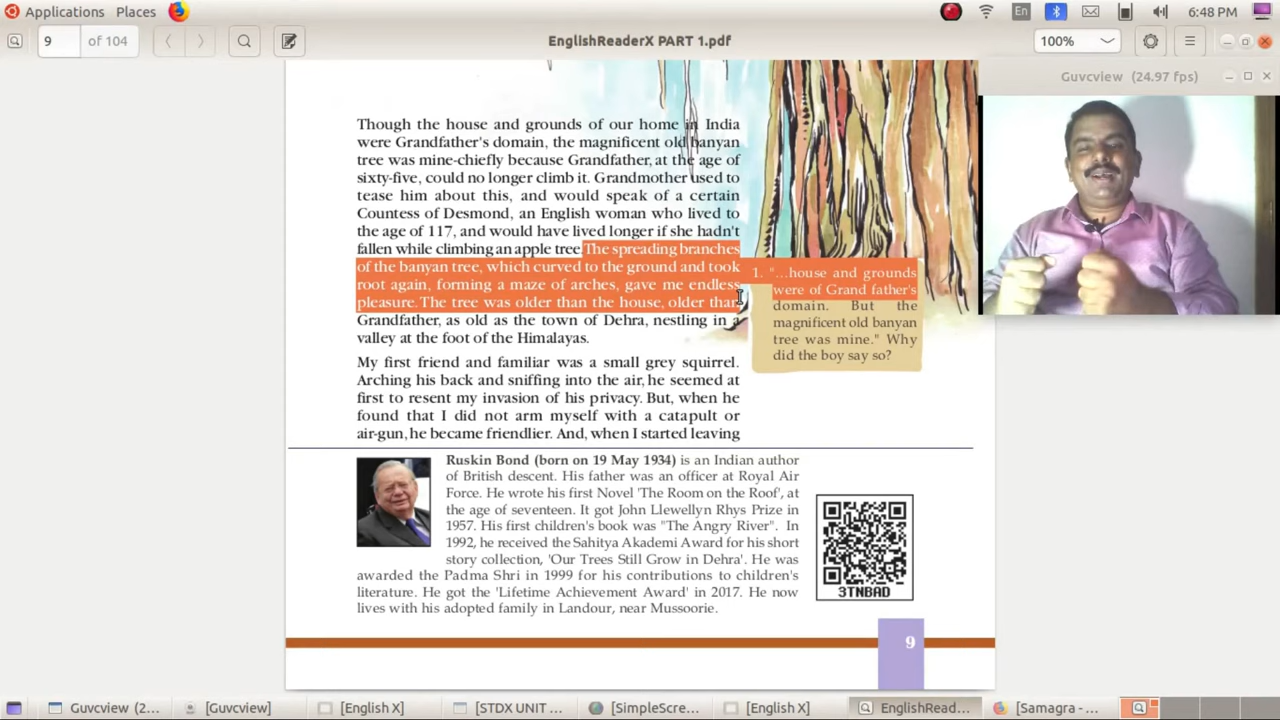 Applications Places
En
6:48 PM
9 of 104
EnglishReaderX PART 1.pdf
100%
Guvcview (24.97 fps)
Though the house and grounds of our home in India
were Grandfather's domain, the magnificent old banyan
tree was mine-chiefly because Grandfather, at the age of
sixty-five, could no longer climb it. Grandmother used to
tease him about this, and would speak of a certain
Countess of Desmond, an English woman who lived to
the age of 117, and would have lived longer if she hadn't
fallen while climbing an apple tree. The spreading branches
of the banyan tree, which curved to the ground and took
root again, forming a maze of arches, gave me endless
pleasure. The tree was older than the house, older than
Grandfather, as old as the town of Dehra, nestling in a
valley at the foot of the Himalayas.
My first friend and familiar was a small grey squirrel.
Arching his back and sniffing into the air, he seemed at
first to resent my invasion of his privacy. But, when he
found that I did not arm myself with a catapult or
air-gun, he became friendlier. And, when I started leaving
1. "...house and grounds
were of Grand father's
domain. But the
magnificent old banyan
tree was mine." Why
did the boy say so?
Ruskin Bond (born on 19 May 1934) is an Indian author
of British descent. His father was an officer at Royal Air
Force. He wrote his first Novel 'The Room on the Roof', at
the age of seventeen. It got John Llewellyn Rhys Prize in
1957. His first children's book was "The Angry River". In
1992, he received the Sahitya Akademi Award for his short
story collection, 'Our Trees Still Grow in Dehra'. He was
awarded the Padma Shri in 1999 for his contributions to children's
literature. He got the 'Lifetime Achievement Award' in 2017. He now
lives with his adopted family in Landour, near Mussoorie.
3TNBAD
9
Guvcview (2...
[Guvcview]
[English X]
[STDX UNIT ...
[SimpleScre...
[English X]
EnglishRead...
[Samagra - ...